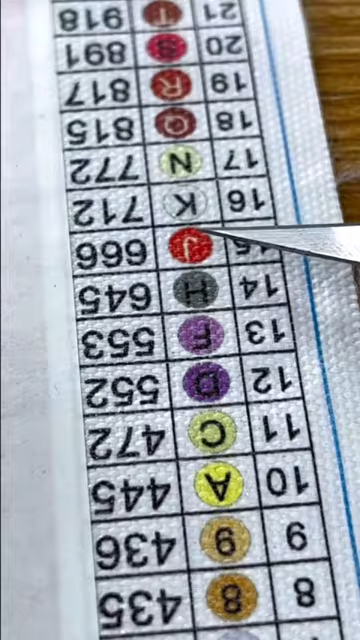 8 8 435
9 9 436
10 A 445
11 C 472
12 D 552
13 F 553
14 H 645
15 J 666
16 K 712
17 N 772
18 Q 815
19 R 817
20 S 891
21 T 918